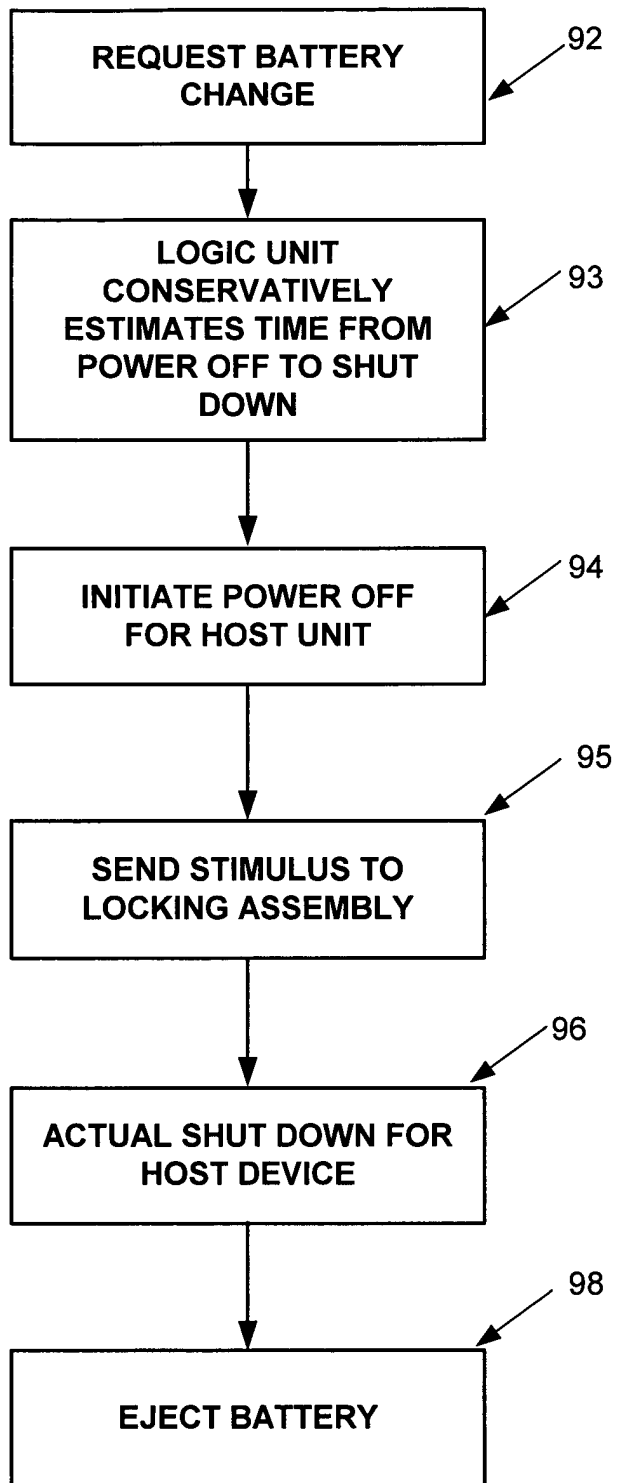 REQUEST BATTERY
CHANGE
92
LOGIC UNIT
CONSERVATIVELY
ESTIMATES TIME FROM
POWER OFF TO SHUT
DOWN
93
INITIATE POWER OFF
FOR HOST UNIT
94
SEND STIMULUS TO
LOCKING ASSEMBLY
95
ACTUAL SHUT DOWN FOR
HOST DEVICE
96
EJECT BATTERY
98